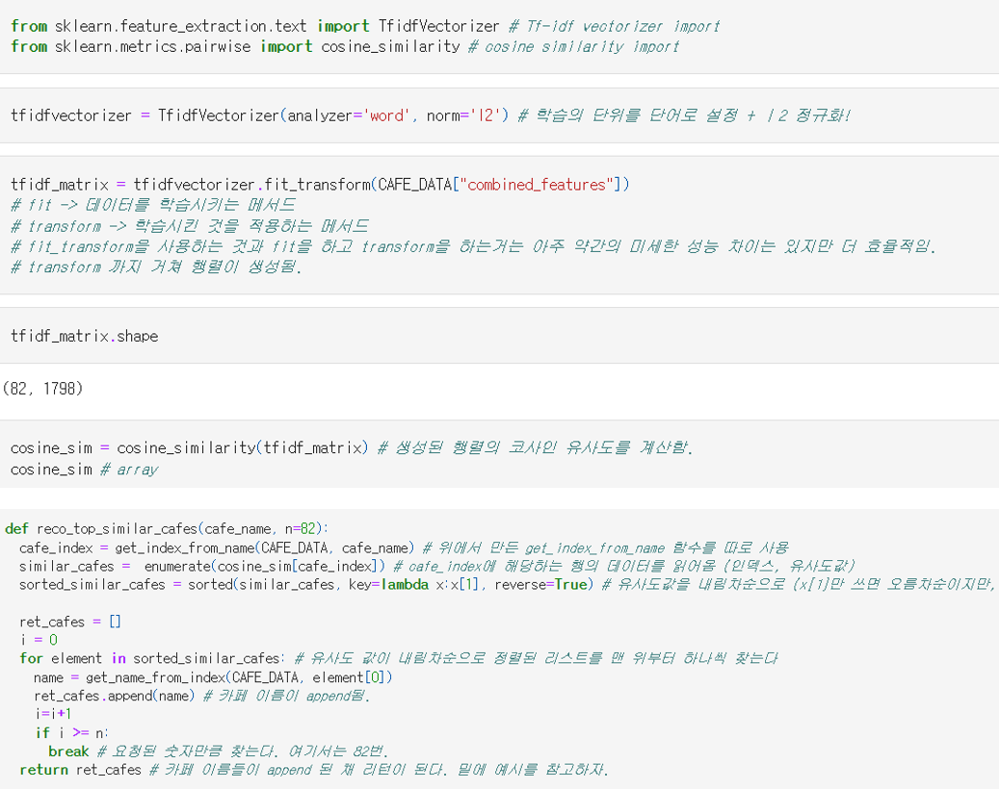 from sklearn.feature_extraction.text import TfidfVectorizer # Tf-idf vectorizer import
from sklearn.metrics.pairwise import cosine_similarity # cosine similarity import
tfidfvectorizer = TfidfVectorizer(analyzer='word', norm='l2') # 학습의 단위를 단어로 설정 + l2 정규화!
tfidf_matrix = tfidfvectorizer.fit_transform(CAFE_DATA["combined_features"])
# fit -> 데이터를 학습시키는 메서드
# transform -> 학습시킨 것을 적용하는 메서드
# fit_transform을 사용하는 것과 fit을 하고 transform을 하는거는 아주 약간의 미세한 성능 차이는 있지만 더 효율적임.
# transform 까지 거쳐 행렬이 생성됨.
tfidf_matrix.shape
(82, 1798)
cosine_sim = cosine_similarity(tfidf_matrix) # 생성된 행렬의 코사인 유사도를 계산함.
cosine_sim # array
def reco_top_similar_cafes(cafe_name, n=82):
cafe_index = get_index_from_name(CAFE_DATA, cafe_name) # 위에서 만든 get_index_from_name 함수를 따로 사용
similar_cafes = enumerate(cosine_sim[cafe_index]) # cafe_index에 해당하는 행의 데이터를 읽어옴 (인덱스, 유사도값)
sorted_similar_cafes = sorted(similar_cafes, key=lambda x:x[1], reverse=True) # 유사도값을 내림차순으로 (x[1]만 쓰면 오름차순이지만,
ret_cafes = []
i = 0
for element in sorted_similar_cafes: # 유사도 값이 내림차순으로 정렬된 리스트를 맨 위부터 하나씩 찾는다
name = get_name_from_index(CAFE_DATA, element[0])
ret_cafes.append(name) # 카페 이름이 append됨.
i=i+1
if i >= n:
break # 요청된 숫자만큼 찾는다. 여기서는 82번.
return ret_cafes # 카페 이름들이 append 된 채 리턴이 된다. 밑에 예시를 참고하자.